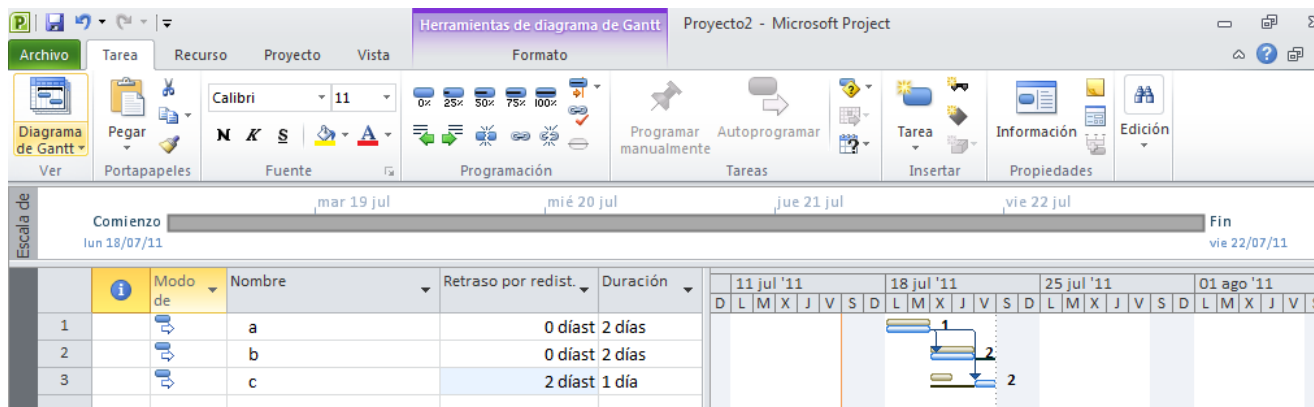 Herramientas de diagrama de Gantt Proyecto2 - Microsoft Project
Archivo Tarea Recurso Proyecto Vista Formato
Calibri 11
0% 25% 50% 75% 100%
Diagrama de Gantt
Pegar
N K S
Programar manualmente
Autoprogramar
Tarea
Información
Edición
Ver Portapapeles Fuente Programación Tareas Insertar Propiedades
Escala de
mar 19 jul mié 20 jul jue 21 jul vie 22 jul
Comienzo Fin
lun 18/07/11 vie 22/07/11
Modo de Nombre Retraso por redist. Duración
11 jul '11 18 jul '11 25 jul '11 01 ago '11
D L M X J V S D L M X J V S D L M X J V S D L M X J V S
1 a 0 díast 2 días 1
2 b 0 díast 2 días 2
3 c 2 díast 1 día 2